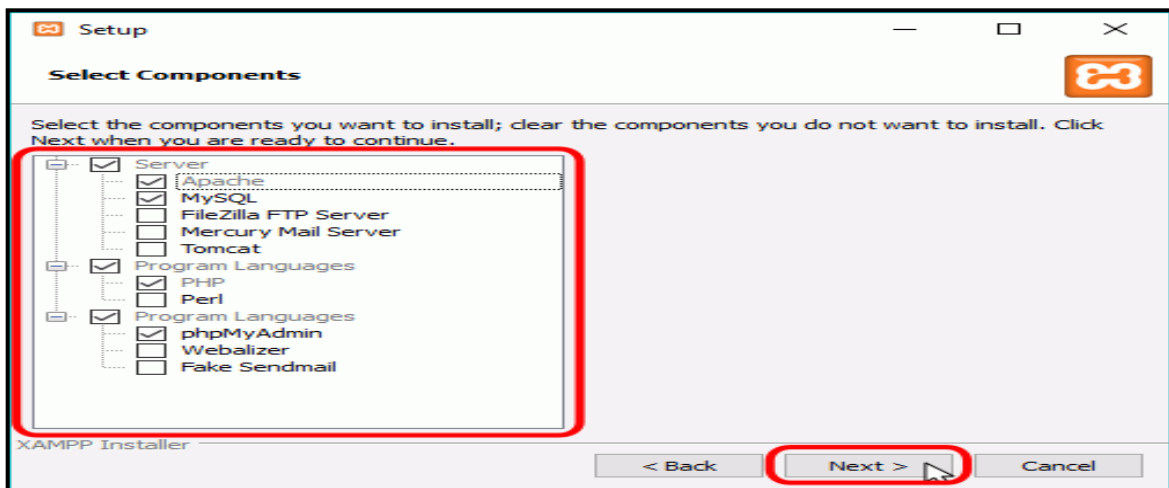 Setup
Select Components
Select the components you want to install; clear the components you do not want to install. Click
Next when you are ready to continue.
Server
Apache
MySQL
FileZilla FTP Server
Mercury Mail Server
Tomcat
Program Languages
PHP
Perl
Program Languages
phpMyAdmin
Webalizer
Fake Sendmail
XAMPP Installer
< Back
Next >
Cancel